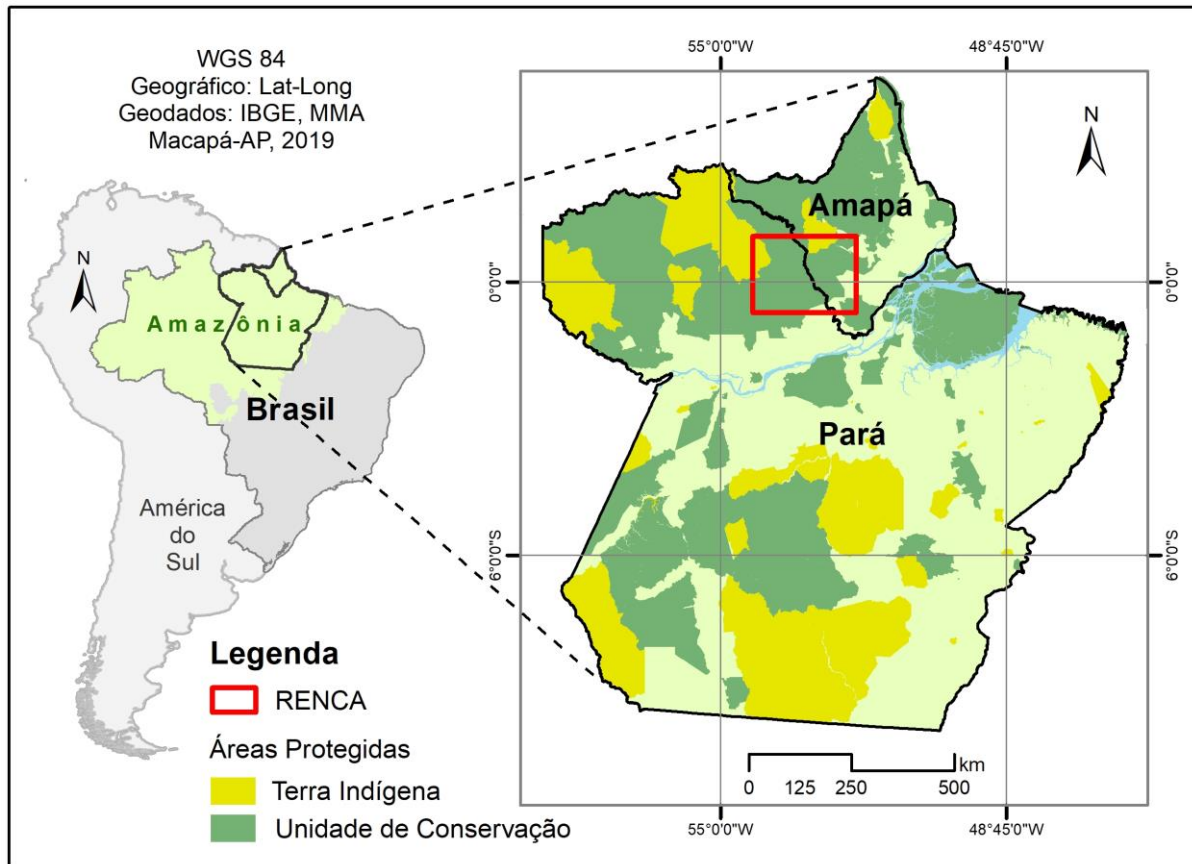 WGS 84
Geográfico: Lat-Long
Geodados: IBGE, MMA
Macapá-AP, 2019
N
Amazônia
Brasil
América
do
Sul
Legenda
RENCA
Áreas Protegidas
Terra Indígena
Unidade de Conservação
55°0'0"W
48°45'0"W
N
Amapá
0°0'0"
0°0'0"
Pará
6°0'0"S
6°0'0"S
km
0 125 250 500
55°0'0"W
48°45'0"W